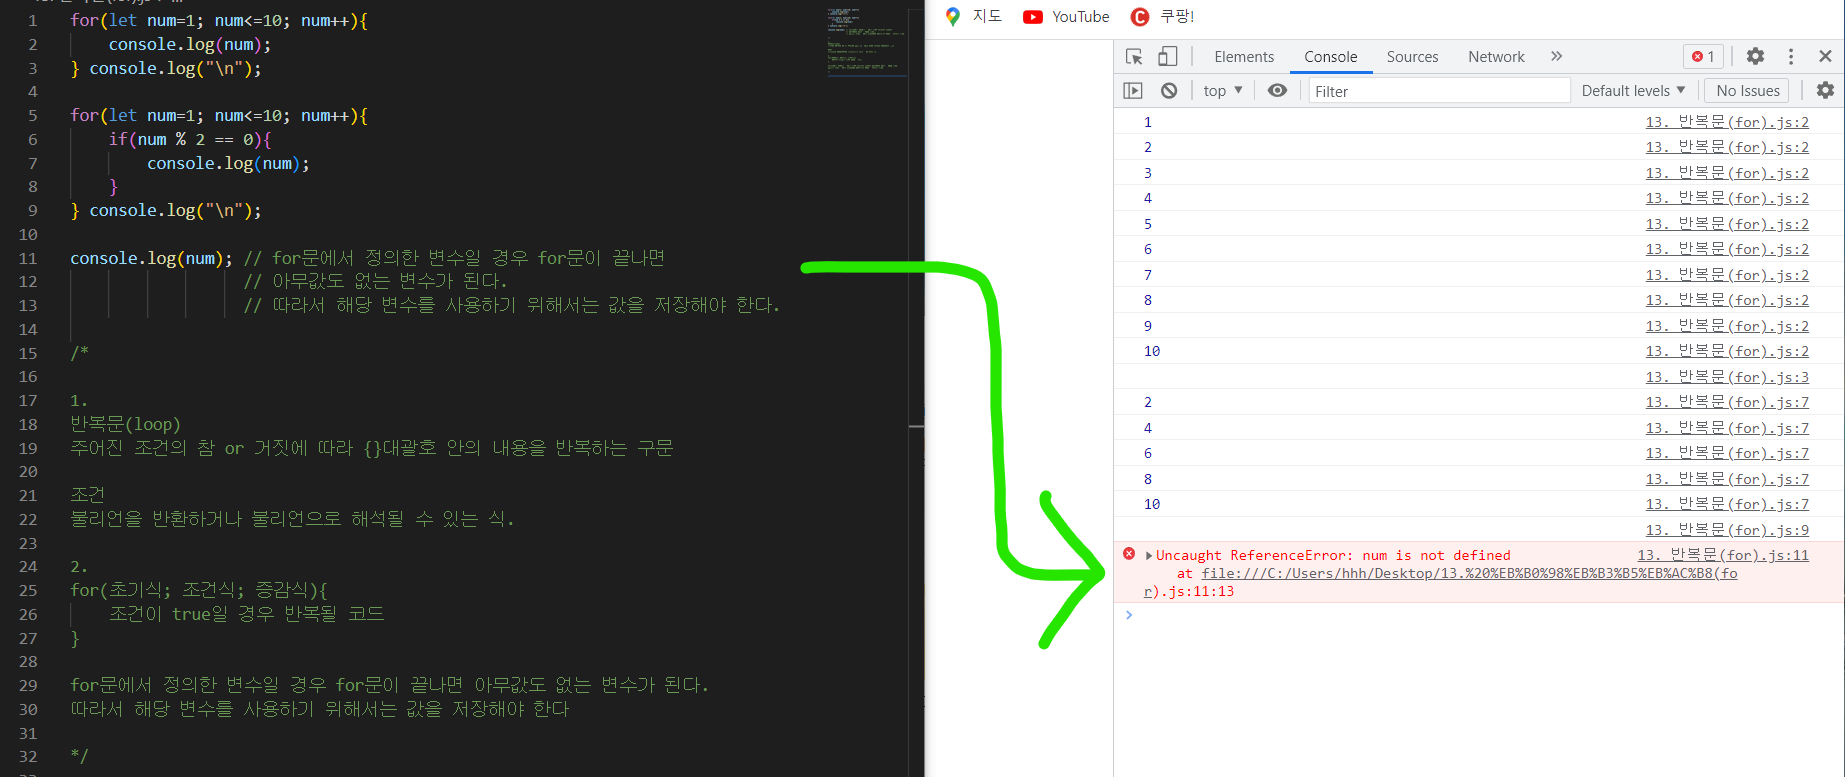 1 for(let num=1; num<=10; num++){
2 console.log(num);
3 } console.log("\n");
4
5 for(let num=1; num<=10; num++){
6 if(num % 2 == 0){
7 console.log(num);
8 }
9 } console.log("\n");
10
11 console.log(num); // for문에서 정의한 변수일 경우 for문이 끝나면
12 // 아무값도 없는 변수가 된다.
13 // 따라서 해당 변수를 사용하기 위해서는 값을 저장해야 한다.
14
15 /*
16
17 1.
18 반복문(loop)
19 주어진 조건의 참 or 거짓에 따라 {}대괄호 안의 내용을 반복하는 구문
20
21 조건
22 불리언을 반환하거나 불리언으로 해석될 수 있는 식.
23
24 2.
25 for(초기식; 조건식; 증감식){
26 조건이 true일 경우 반복될 코드
27 }
28
29 for문에서 정의한 변수일 경우 for문이 끝나면 아무값도 없는 변수가 된다.
30 따라서 해당 변수를 사용하기 위해서는 값을 저장해야 한다
31
32 */
지도 YouTube 쿠팡!
Elements Console Sources Network 1
top Filter Default levels No Issues
1 13. 반복문(for).js:2
2 13. 반복문(for).js:2
3 13. 반복문(for).js:2
4 13. 반복문(for).js:2
5 13. 반복문(for).js:2
6 13. 반복문(for).js:2
7 13. 반복문(for).js:2
8 13. 반복문(for).js:2
9 13. 반복문(for).js:2
10 13. 반복문(for).js:2
13. 반복문(for).js:3
2 13. 반복문(for).js:7
4 13. 반복문(for).js:7
6 13. 반복문(for).js:7
8 13. 반복문(for).js:7
10 13. 반복문(for).js:7
13. 반복문(for).js:9
Uncaught ReferenceError: num is not defined 13. 반복문(for).js:11
at file:///C:/Users/hhh/Desktop/13.%20%EB%B0%98%EB%B3%B5%EB%AC%B8(fo
r).js:11:13